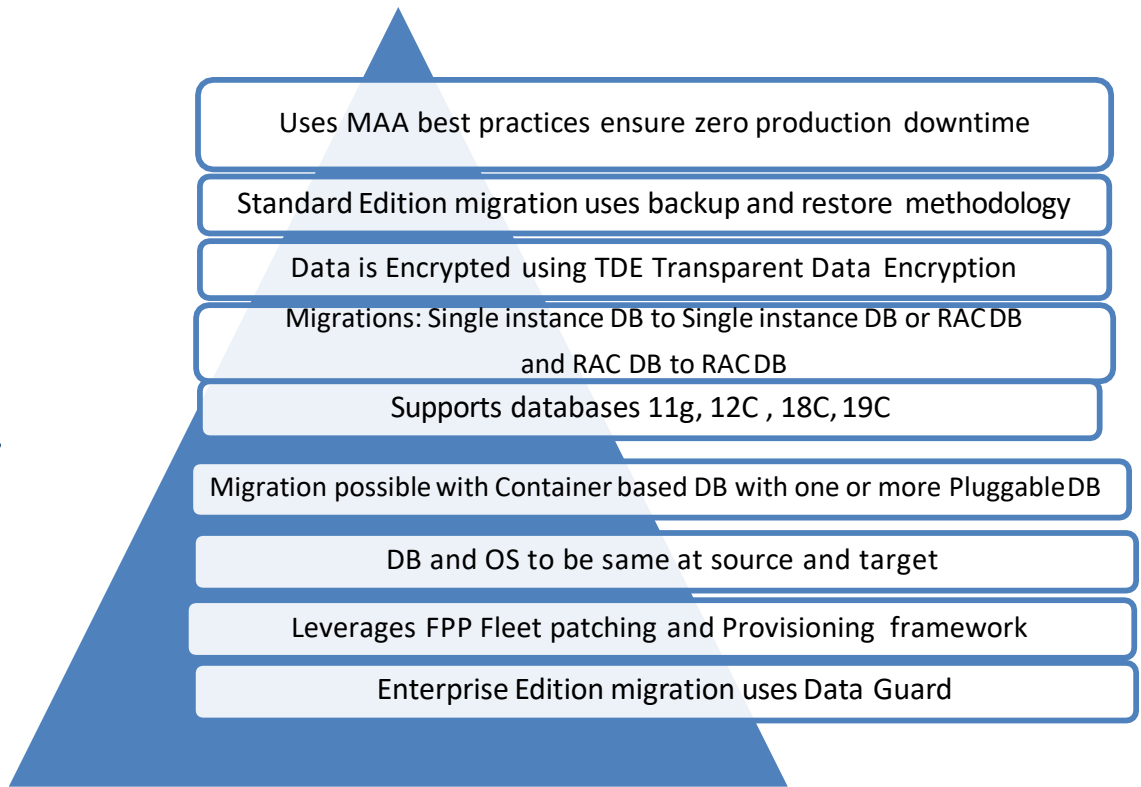 Uses MAA best practices ensure zero production downtime
Standard Edition migration uses backup and restore methodology
Data is Encrypted using TDE Transparent Data Encryption
Migrations: Single instance DB to Single instance DB or RAC DB
and RAC DB to RAC DB
Supports databases 11g, 12C , 18C, 19C
Migration possible with Container based DB with one or more Pluggable DB
DB and OS to be same at source and target
Leverages FPP Fleet patching and Provisioning framework
Enterprise Edition migration uses Data Guard